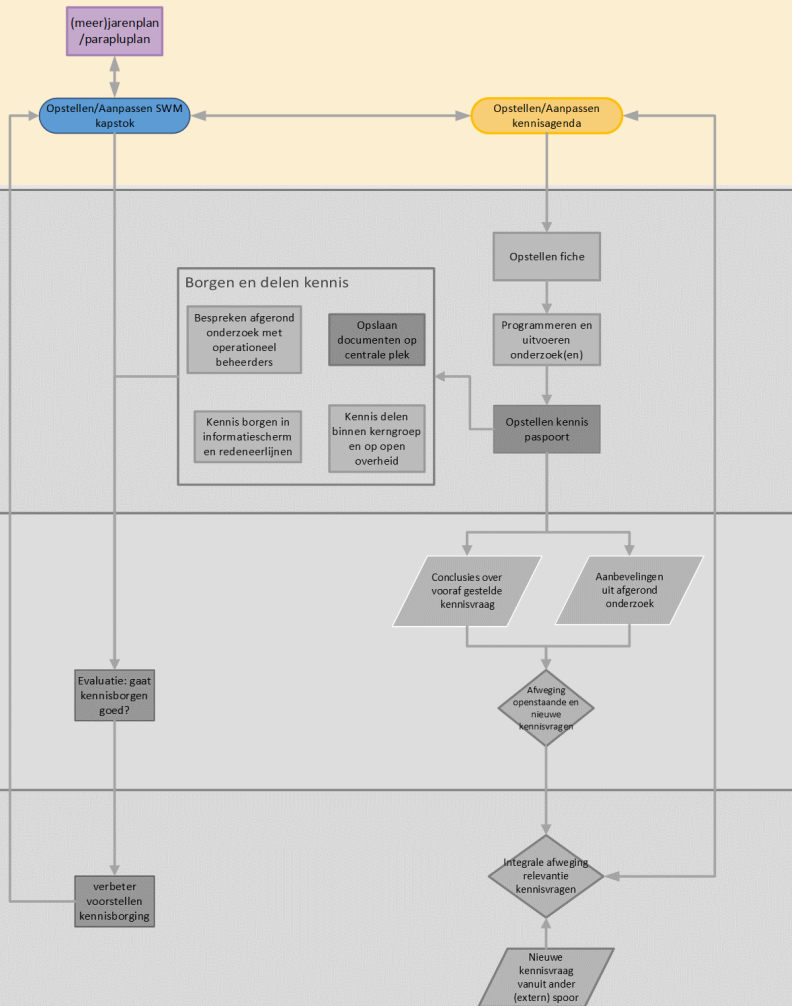 (meer)jarenplan
/parapluplan
Opstellen/Aanpassen SWM
kapstok
Opstellen/Aanpassen
kennisagenda
Opstellen fiche
Borgen en delen kennis
Bespreken afgerond
onderzoek met
operationeel
beheerders
Opslaan
documenten op
centrale plek
Programmeren en
uitvoeren
onderzoek(en)
Kennis borgen in
informatiescherm
en redeneerlijnen
Kennis delen
binnen kerngroep
en op open
overheid
Opstellen kennis
paspoort
Conclusies over
vooraf gestelde
kennisvraag
Aanbevelingen
uit afgerond
onderzoek
Evaluatie: gaat
kennisborgen
goed?
Afweging
openstaande en
nieuwe
kennisvragen
verbeter
voorstellen
kennisborging
Integrale afweging
relevantie
kennisvragen
Nieuwe
kennisvraag
vanuit ander
(extern) spoor